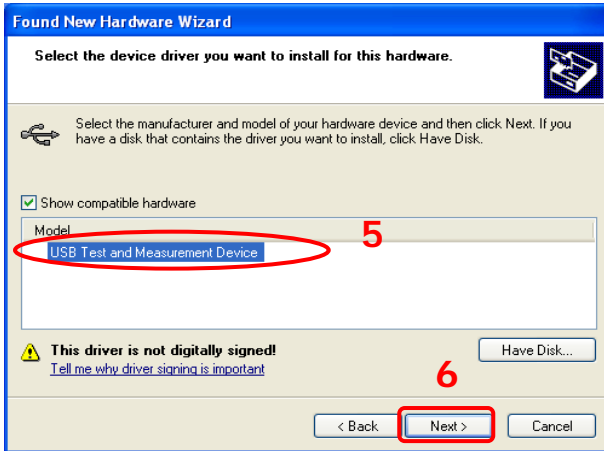 Found New Hardware Wizard
Select the device driver you want to install for this hardware.
Select the manufacturer and model of your hardware device and then click Next. If you
have a disk that contains the driver you want to install, click Have Disk.
Show compatible hardware
Model
USB Test and Measurement Device
5
This driver is not digitally signed!
Tell me why driver signing is important
Have Disk...
6
< Back
Next >
Cancel